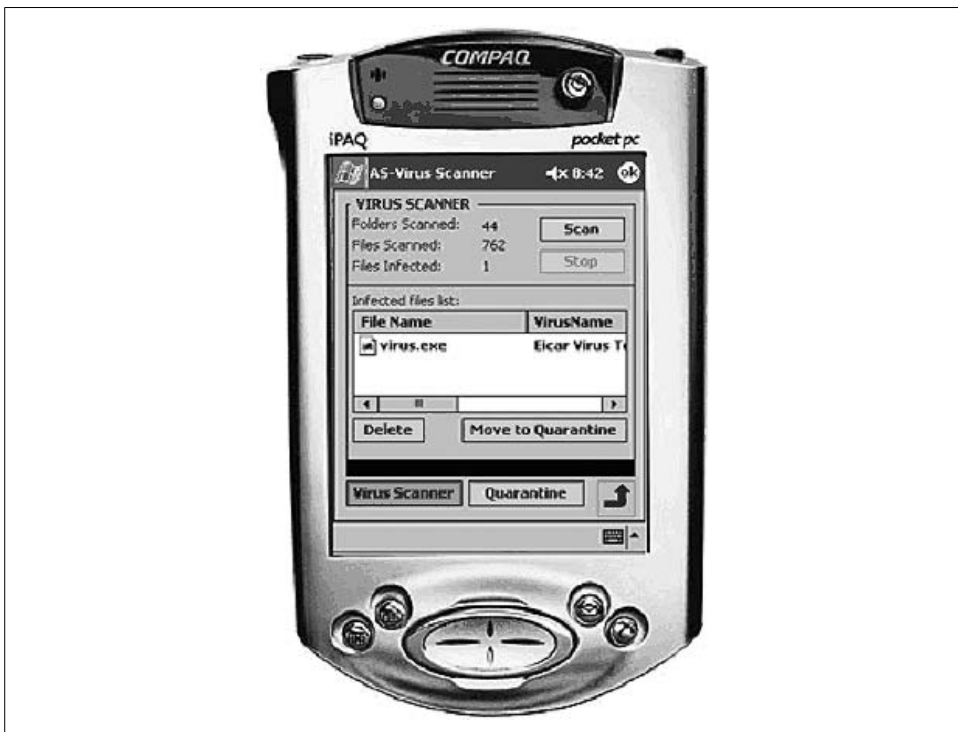 COMPAQ
iPAQ pocket pc
AS-Virus Scanner 8:42 ok
VIRUS SCANNER
Folders Scanned: 44 Scan
Files Scanned: 762
Files Infected: 1 Stop
Infected files list:
File Name VirusName
virus.exe Eicar Virus Te
Delete Move to Quarantine
Virus Scanner Quarantine